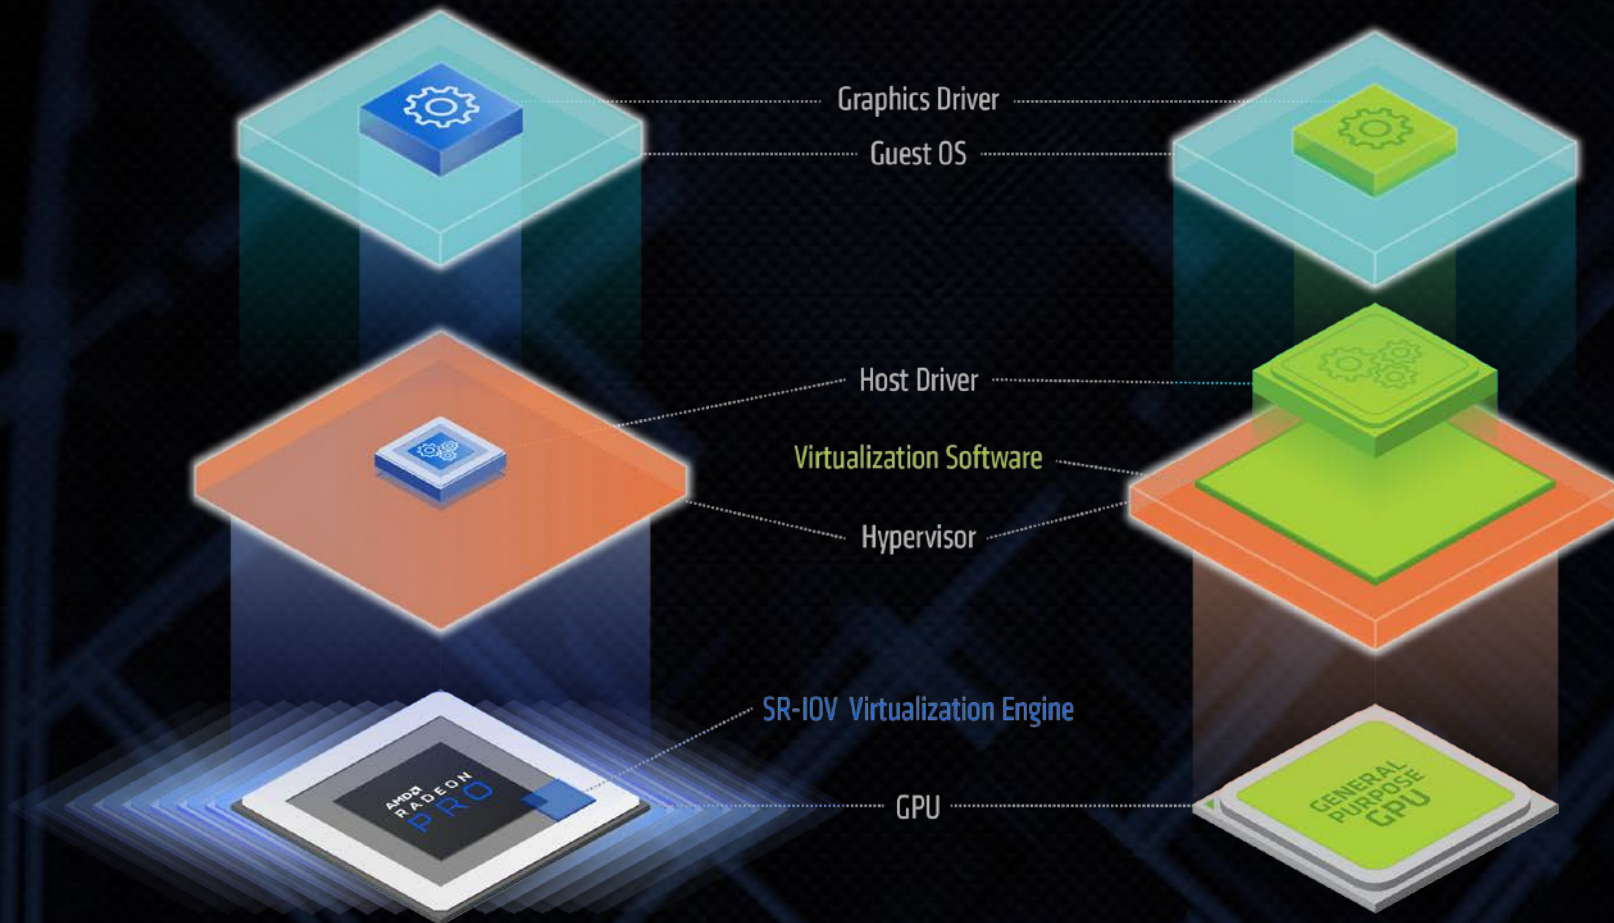 Graphics Driver
Guest OS
Host Driver
Virtualization Software
Hypervisor
SR-IOV Virtualization Engine
AMD
RADEON
PRO
GPU
GENERAL
PURPOSE
GPU